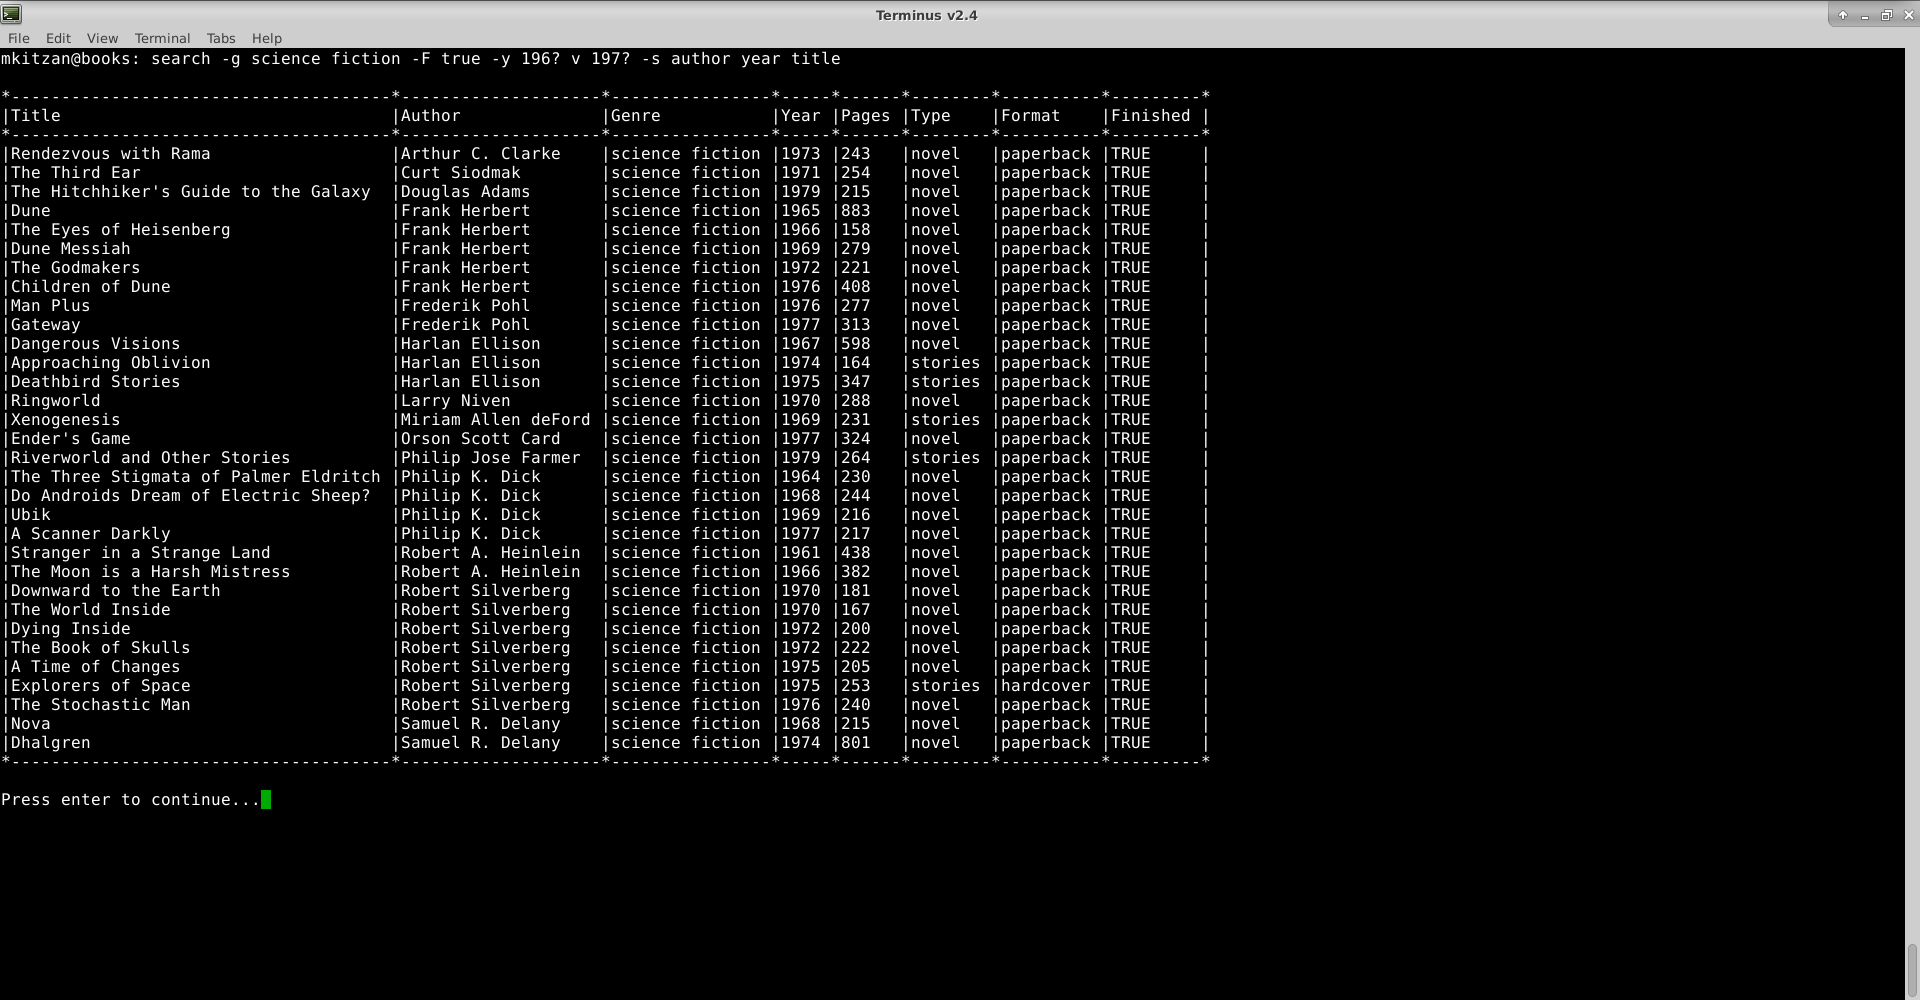 Terminus v2.4
File Edit View Terminal Tabs Help
mkitzan@books: search -g science fiction -F true -y 196? v 197? -s author year title
*--------------------------------------*--------------------*----------------*-----*------*--------*----------*---------*
|Title                                 |Author              |Genre           |Year |Pages |Type    |Format    |Finished |
*--------------------------------------*--------------------*----------------*-----*------*--------*----------*---------*
|Rendezvous with Rama                  |Arthur C. Clarke    |science fiction |1973 |243   |novel   |paperback |TRUE     |
|The Third Ear                         |Curt Siodmak        |science fiction |1971 |254   |novel   |paperback |TRUE     |
|The Hitchhiker's Guide to the Galaxy  |Douglas Adams       |science fiction |1979 |215   |novel   |paperback |TRUE     |
|Dune                                  |Frank Herbert       |science fiction |1965 |883   |novel   |paperback |TRUE     |
|The Eyes of Heisenberg                |Frank Herbert       |science fiction |1966 |158   |novel   |paperback |TRUE     |
|Dune Messiah                          |Frank Herbert       |science fiction |1969 |279   |novel   |paperback |TRUE     |
|The Godmakers                         |Frank Herbert       |science fiction |1972 |221   |novel   |paperback |TRUE     |
|Children of Dune                      |Frank Herbert       |science fiction |1976 |408   |novel   |paperback |TRUE     |
|Man Plus                              |Frederik Pohl       |science fiction |1976 |277   |novel   |paperback |TRUE     |
|Gateway                               |Frederik Pohl       |science fiction |1977 |313   |novel   |paperback |TRUE     |
|Dangerous Visions                     |Harlan Ellison      |science fiction |1967 |598   |novel   |paperback |TRUE     |
|Approaching Oblivion                  |Harlan Ellison      |science fiction |1974 |164   |stories |paperback |TRUE     |
|Deathbird Stories                     |Harlan Ellison      |science fiction |1975 |347   |stories |paperback |TRUE     |
|Ringworld                             |Larry Niven         |science fiction |1970 |288   |novel   |paperback |TRUE     |
|Xenogenesis                           |Miriam Allen deFord |science fiction |1969 |231   |stories |paperback |TRUE     |
|Ender's Game                          |Orson Scott Card    |science fiction |1977 |324   |novel   |paperback |TRUE     |
|Riverworld and Other Stories          |Philip Jose Farmer  |science fiction |1979 |264   |stories |paperback |TRUE     |
|The Three Stigmata of Palmer Eldritch |Philip K. Dick      |science fiction |1964 |230   |novel   |paperback |TRUE     |
|Do Androids Dream of Electric Sheep?  |Philip K. Dick      |science fiction |1968 |244   |novel   |paperback |TRUE     |
|Ubik                                  |Philip K. Dick      |science fiction |1969 |216   |novel   |paperback |TRUE     |
|A Scanner Darkly                      |Philip K. Dick      |science fiction |1977 |217   |novel   |paperback |TRUE     |
|Stranger in a Strange Land            |Robert A. Heinlein  |science fiction |1961 |438   |novel   |paperback |TRUE     |
|The Moon is a Harsh Mistress          |Robert A. Heinlein  |science fiction |1966 |382   |novel   |paperback |TRUE     |
|Downward to the Earth                 |Robert Silverberg   |science fiction |1970 |181   |novel   |paperback |TRUE     |
|The World Inside                      |Robert Silverberg   |science fiction |1970 |167   |novel   |paperback |TRUE     |
|Dying Inside                          |Robert Silverberg   |science fiction |1972 |200   |novel   |paperback |TRUE     |
|The Book of Skulls                    |Robert Silverberg   |science fiction |1972 |222   |novel   |paperback |TRUE     |
|A Time of Changes                     |Robert Silverberg   |science fiction |1975 |205   |novel   |paperback |TRUE     |
|Explorers of Space                    |Robert Silverberg   |science fiction |1975 |253   |stories |hardcover |TRUE     |
|The Stochastic Man                    |Robert Silverberg   |science fiction |1976 |240   |novel   |paperback |TRUE     |
|Nova                                  |Samuel R. Delany    |science fiction |1968 |215   |novel   |paperback |TRUE     |
|Dhalgren                              |Samuel R. Delany    |science fiction |1974 |801   |novel   |paperback |TRUE     |
*--------------------------------------*--------------------*----------------*-----*------*--------*----------*---------*
Press enter to continue...